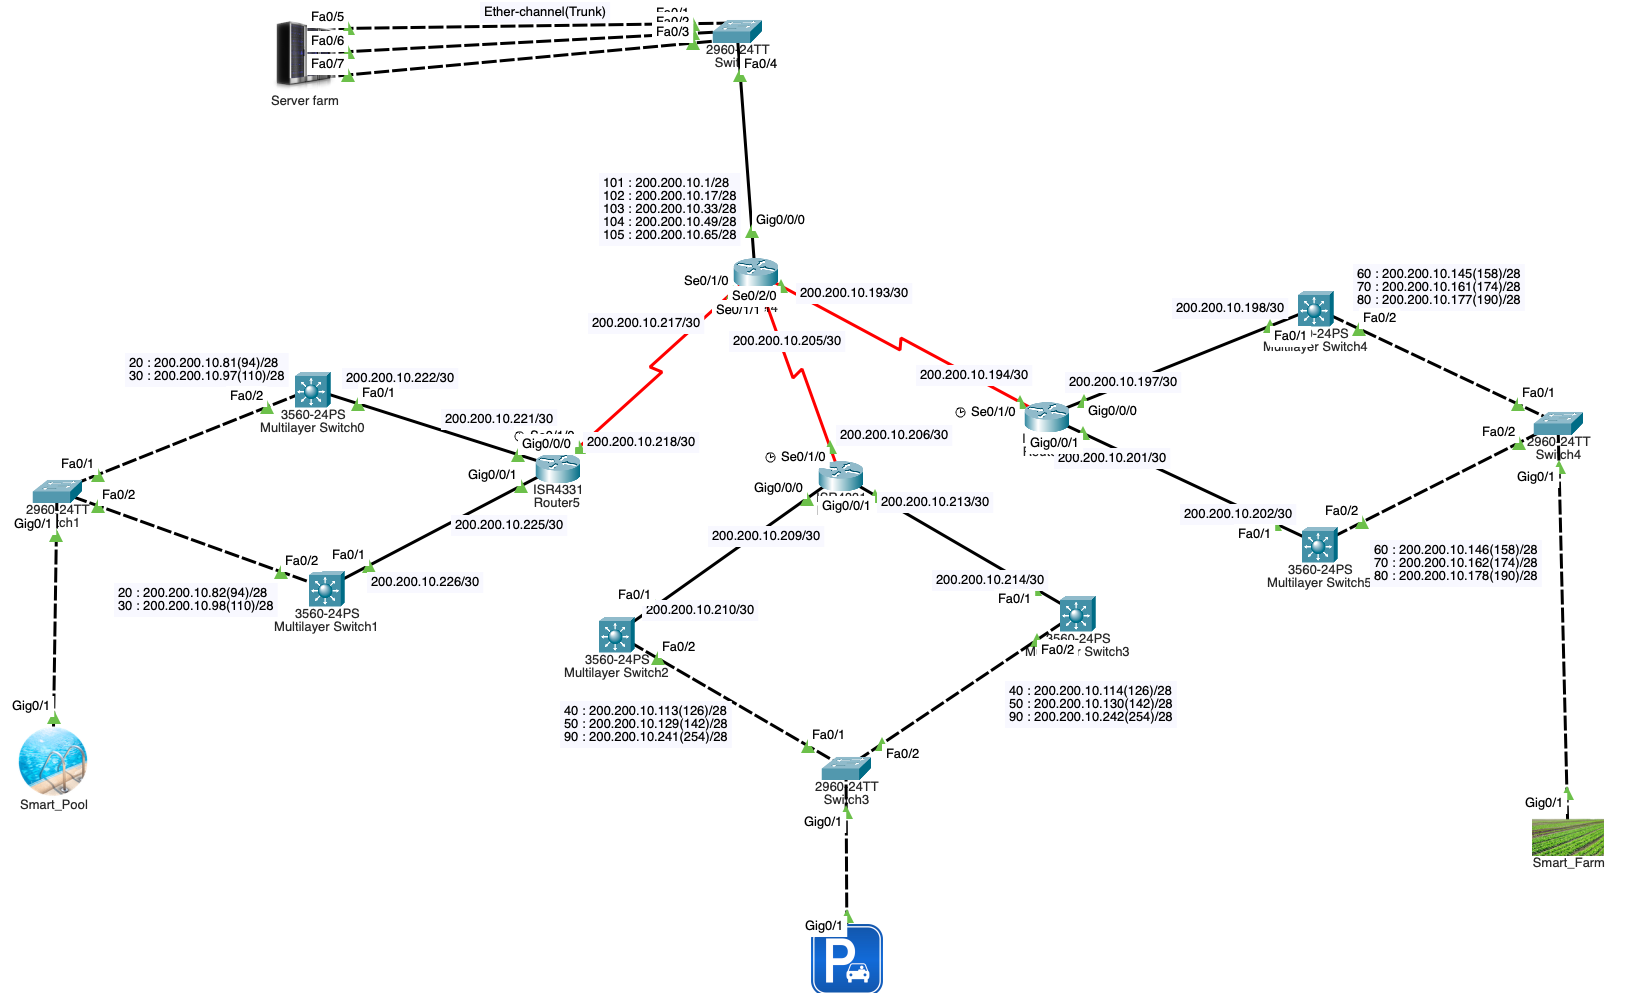 Fa0/5
Ether-channel(Trunk)
Fa0/6
Fa0/3
Fa0/7
2960-24TT
Fa0/4
Server farm
101 : 200.200.10.1/28
102 : 200.200.10.17/28
103 : 200.200.10.33/28
104 : 200.200.10.49/28
105 : 200.200.10.65/28
Gig0/0/0
Se0/1/0
Se0/2/0
Se0/1/1
200.200.10.193/30
200.200.10.217/30
200.200.10.205/30
200.200.10.194/30
60 : 200.200.10.145(158)/28
70 : 200.200.10.161(174)/28
80 : 200.200.10.177(190)/28
200.200.10.198/30
Fa0/2
Fa0/1
Multilayer Switch4
200.200.10.197/30
Gig0/0/0
Se0/1/0
Gig0/0/1
200.200.10.201/30
Fa0/1
Fa0/2
2960-24TT
Switch4
Gig0/1
200.200.10.202/30
Fa0/1
Fa0/2
3560-24PS
Multilayer Switch5
60 : 200.200.10.146(158)/28
70 : 200.200.10.162(174)/28
80 : 200.200.10.178(190)/28
20 : 200.200.10.81(94)/28
30 : 200.200.10.97(110)/28
Fa0/2
200.200.10.222/30
Fa0/1
3560-24PS
Multilayer Switch0
200.200.10.221/30
Gig0/0/0
200.200.10.218/30
Gig0/0/1
ISR4331
Router5
200.200.10.225/30
Fa0/1
Fa0/2
2960-24TT
Gig0/1
Fa0/2
Fa0/1
200.200.10.226/30
20 : 200.200.10.82(94)/28
30 : 200.200.10.98(110)/28
3560-24PS
Multilayer Switch1
Gig0/1
Smart_Pool
200.200.10.206/30
Se0/1/0
Gig0/0/0
Gig0/0/1
200.200.10.213/30
200.200.10.209/30
200.200.10.214/30
Fa0/1
Fa0/1
200.200.10.210/30
Fa0/2
3560-24PS
Multilayer Switch2
3560-24PS
Fa0/2
Switch3
40 : 200.200.10.113(126)/28
50 : 200.200.10.129(142)/28
90 : 200.200.10.241(254)/28
40 : 200.200.10.114(126)/28
50 : 200.200.10.130(142)/28
90 : 200.200.10.242(254)/28
Fa0/1
Fa0/2
2960-24TT
Switch3
Gig0/1
Gig0/1
P
Gig0/1
Smart_Farm